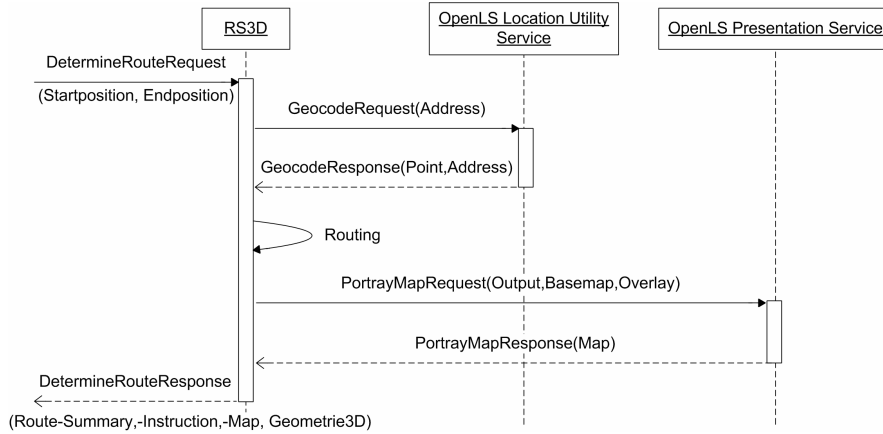 RS3D
OpenLS Location Utility
Service
OpenLS Presentation Service
DetermineRouteRequest
(Startposition, Endposition)
GeocodeRequest(Address)
GeocodeResponse(Point,Address)
Routing
PortrayMapRequest(Output,Basemap,Overlay)
PortrayMapResponse(Map)
DetermineRouteResponse
(Route-Summary,-Instruction,-Map, Geometrie3D)